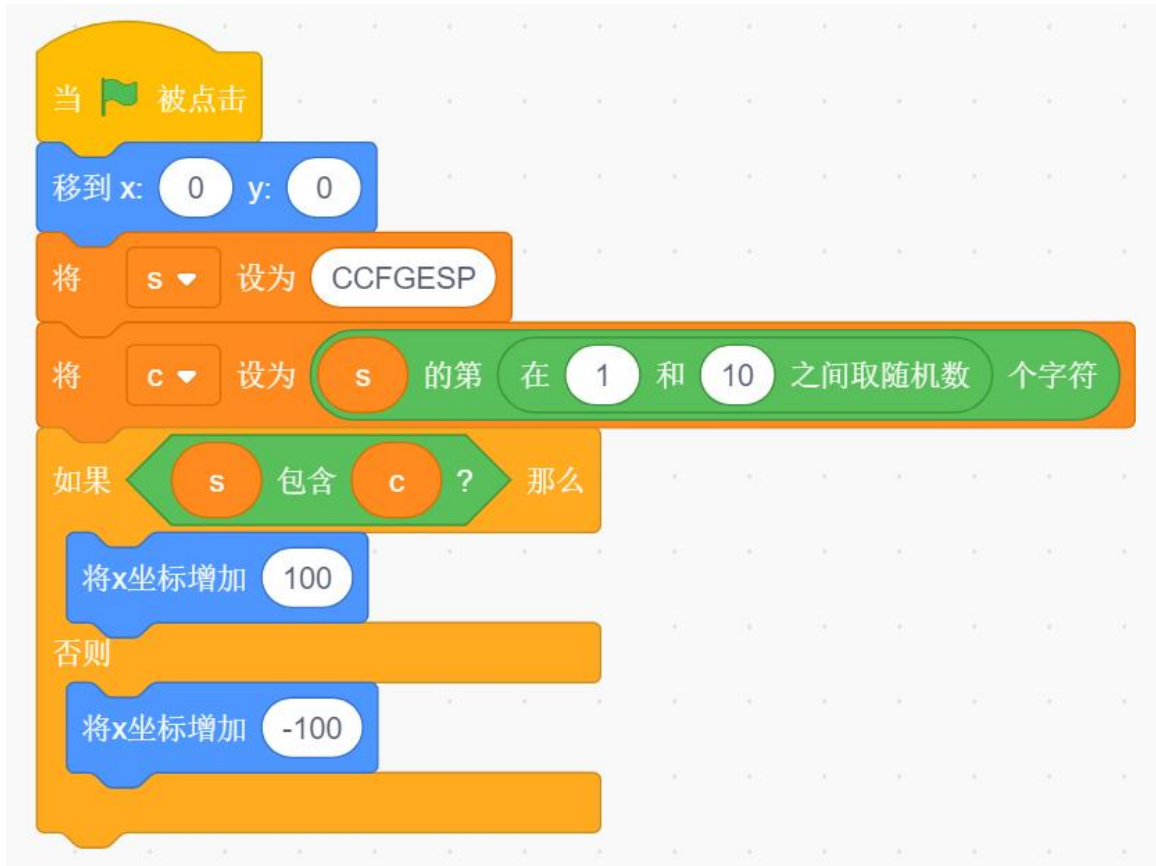 当 被点击
移到 x: 0 y: 0
将 s 设为 CCFGESP
将 c 设为 s 的第 在 1 和 10 之间取随机数 个字符
如果 s 包含 c ? 那么
将x坐标增加 100
否则
将x坐标增加 -100